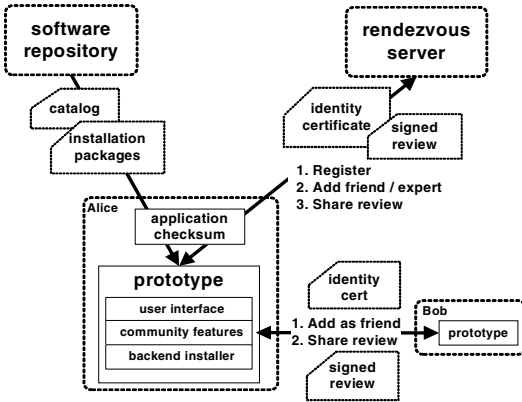 software
repository
rendezvous
server
catalog
installation
packages
identity
certificate
signed
review
1. Register
2. Add friend / expert
3. Share review
Alice
application
checksum
prototype
user interface
community features
backend installer
identity
cert
1. Add as friend
2. Share review
signed
review
Bob
prototype